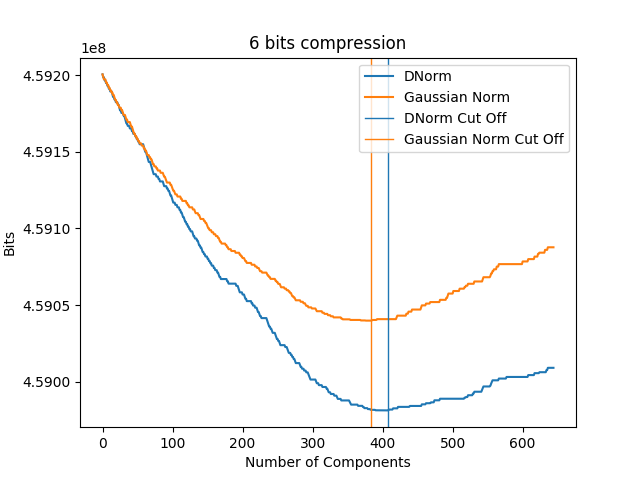 6 bits compression
1e8
4.5920
4.5915
4.5910
4.5905
4.5900
Bits
DNorm
Gaussian Norm
DNorm Cut Off
Gaussian Norm Cut Off
0 100 200 300 400 500 600
Number of Components